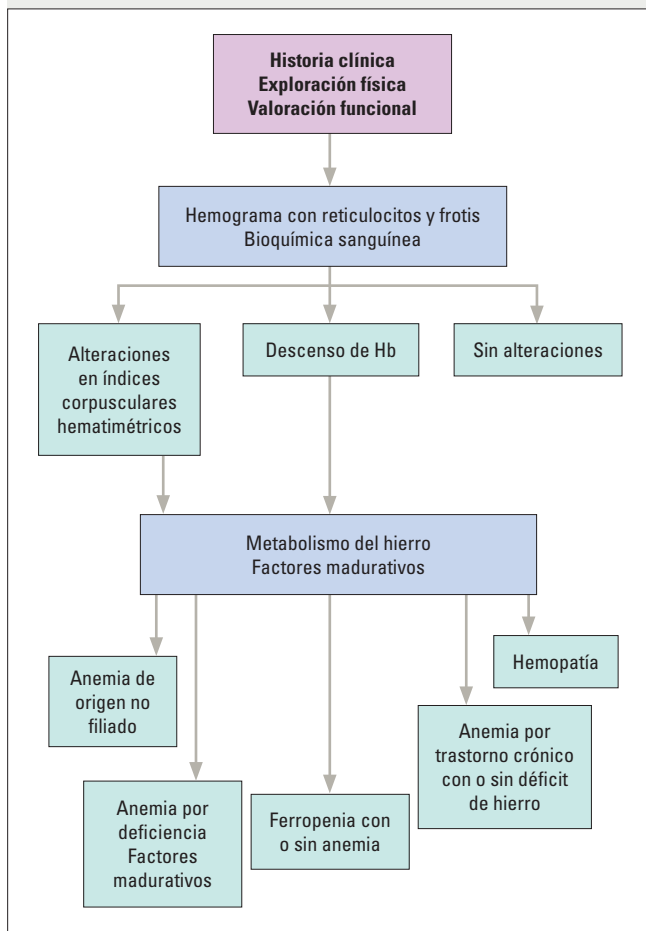 Historia clínica
Exploración física
Valoración funcional
Hemograma con reticulocitos y frotis
Bioquímica sanguínea
Alteraciones
en índices
corpusculares
hematimétricos
Descenso de Hb
Sin alteraciones
Metabolismo del hierro
Factores madurativos
Anemia de
origen no
filiado
Anemia por
deficiencia
Factores
madurativos
Ferropenia con
o sin anemia
Anemia por
trastorno crónico
con o sin déficit
de hierro
Hemopatía